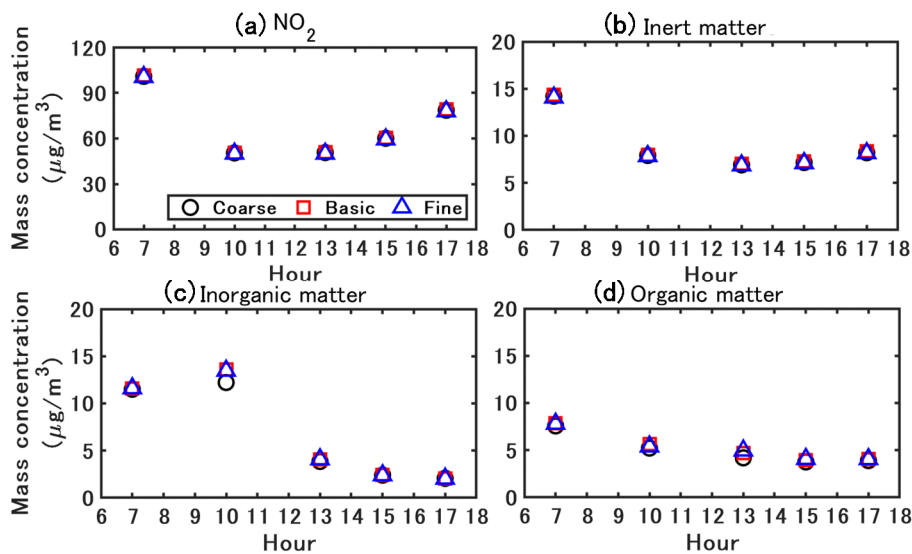 (a) NO2
Mass concentration
(μg/m3)
120
90
60
30
0
Coarse Basic Fine
6 7 8 9 10 11 12 13 14 15 16 17 18
Hour
(b) Inert matter
20
15
10
5
0
6 7 8 9 10 11 12 13 14 15 16 17 18
Hour
(c) Inorganic matter
Mass concentration
(μg/m3)
20
15
10
5
0
6 7 8 9 10 11 12 13 14 15 16 17 18
Hour
(d) Organic matter
20
15
10
5
0
6 7 8 9 10 11 12 13 14 15 16 17 18
Hour